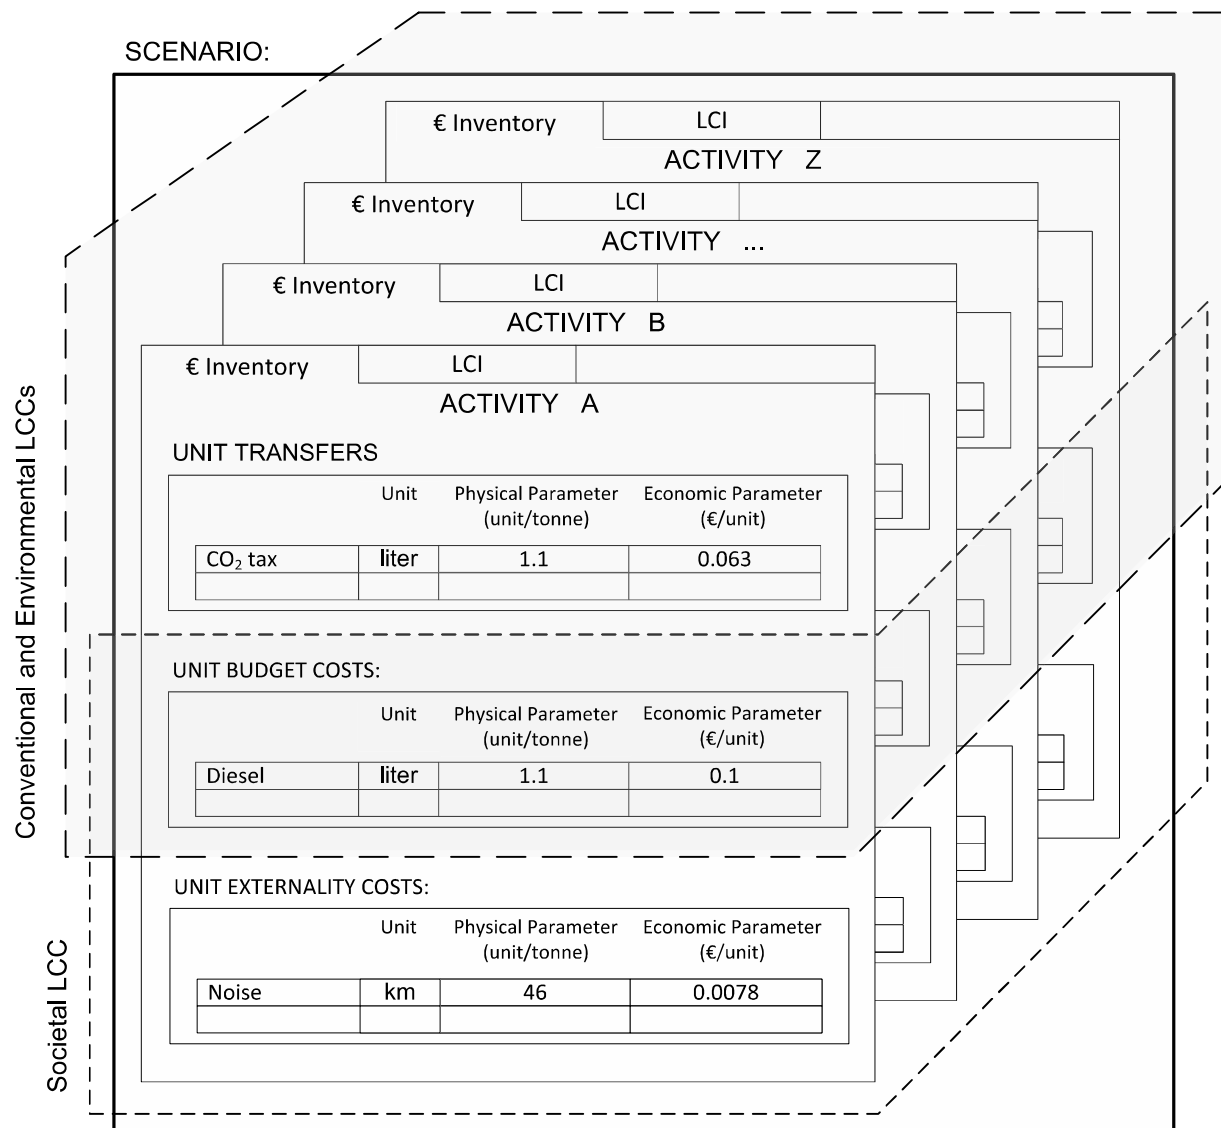 SCENARIO:
€ Inventory LCI
ACTIVITY Z
€ Inventory LCI
ACTIVITY ...
€ Inventory LCI
ACTIVITY B
€ Inventory LCI
ACTIVITY A
UNIT TRANSFERS
Unit Physical Parameter Economic Parameter
(unit/tonne) (€/unit)
CO₂ tax liter 1.1 0.063
UNIT BUDGET COSTS:
Unit Physical Parameter Economic Parameter
(unit/tonne) (€/unit)
Diesel liter 1.1 0.1
UNIT EXTERNALITY COSTS:
Unit Physical Parameter Economic Parameter
(unit/tonne) (€/unit)
Noise km 46 0.0078
Conventional and Environmental LCCs
Societal LCC